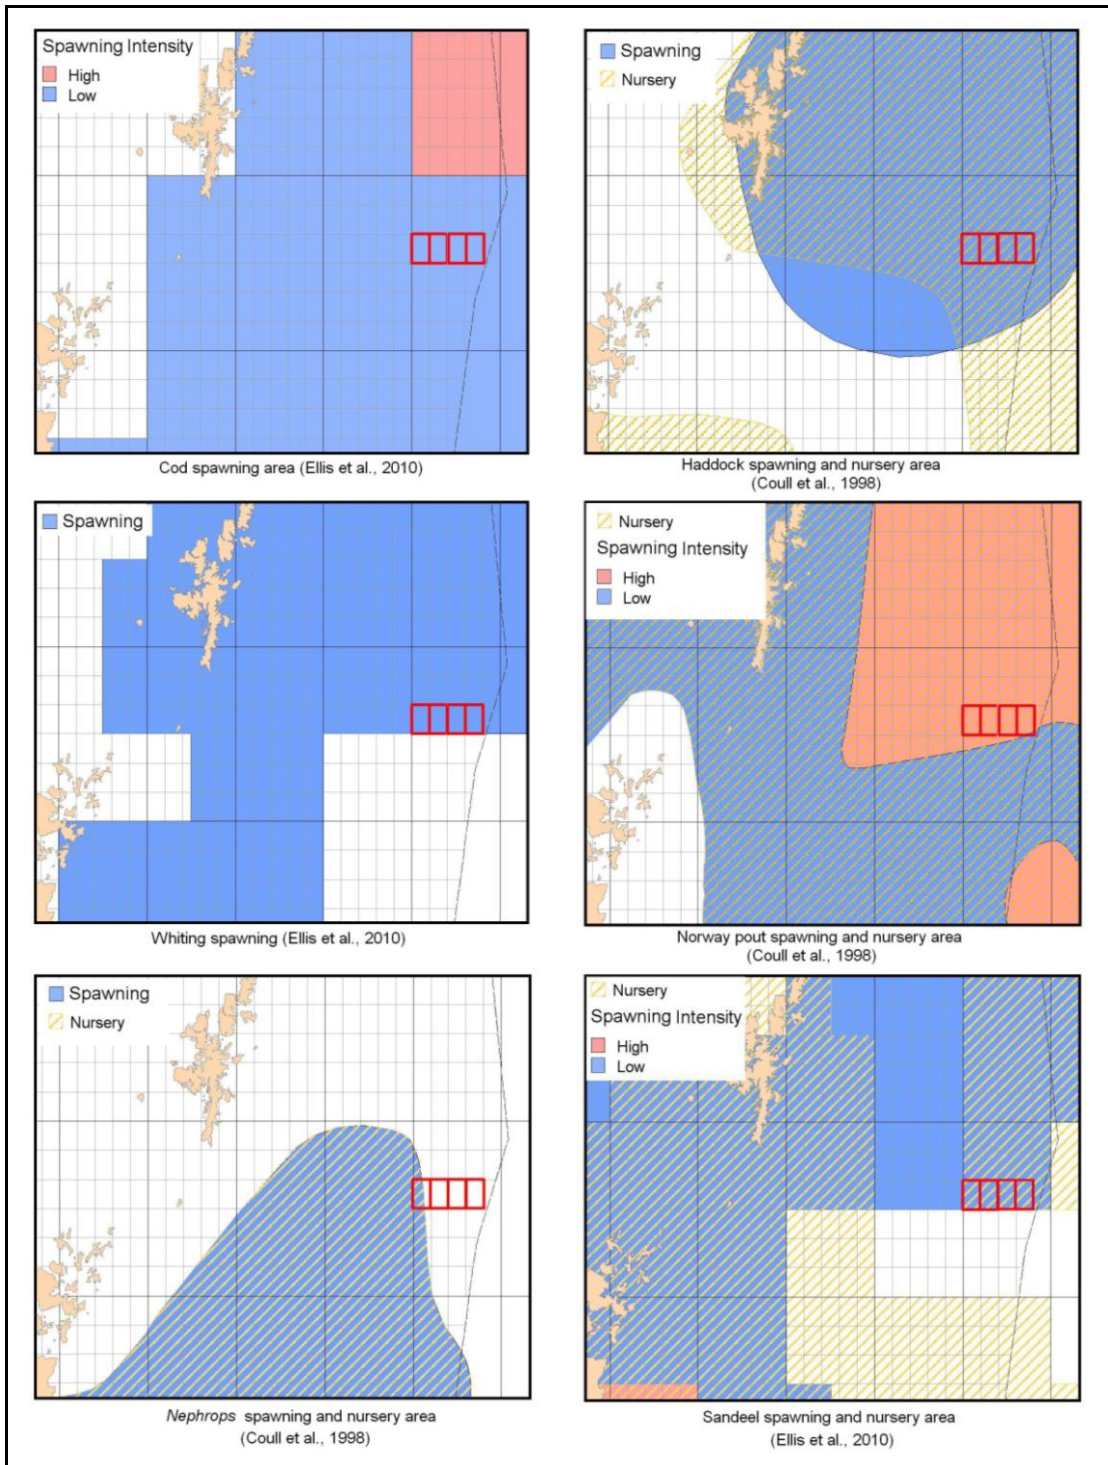 Spawning Intensity
High
Low
Cod spawning area (Ellis et al., 2010)
Spawning
Nursery
Haddock spawning and nursery area
(Coull et al., 1998)
Spawning
Whiting spawning (Ellis et al., 2010)
Nursery
Spawning Intensity
High
Low
Norway pout spawning and nursery area
(Coull et al., 1998)
Spawning
Nursery
Nephrops spawning and nursery area
(Coull et al., 1998)
Nursery
Spawning Intensity
High
Low
Sandeel spawning and nursery area
(Ellis et al., 2010)